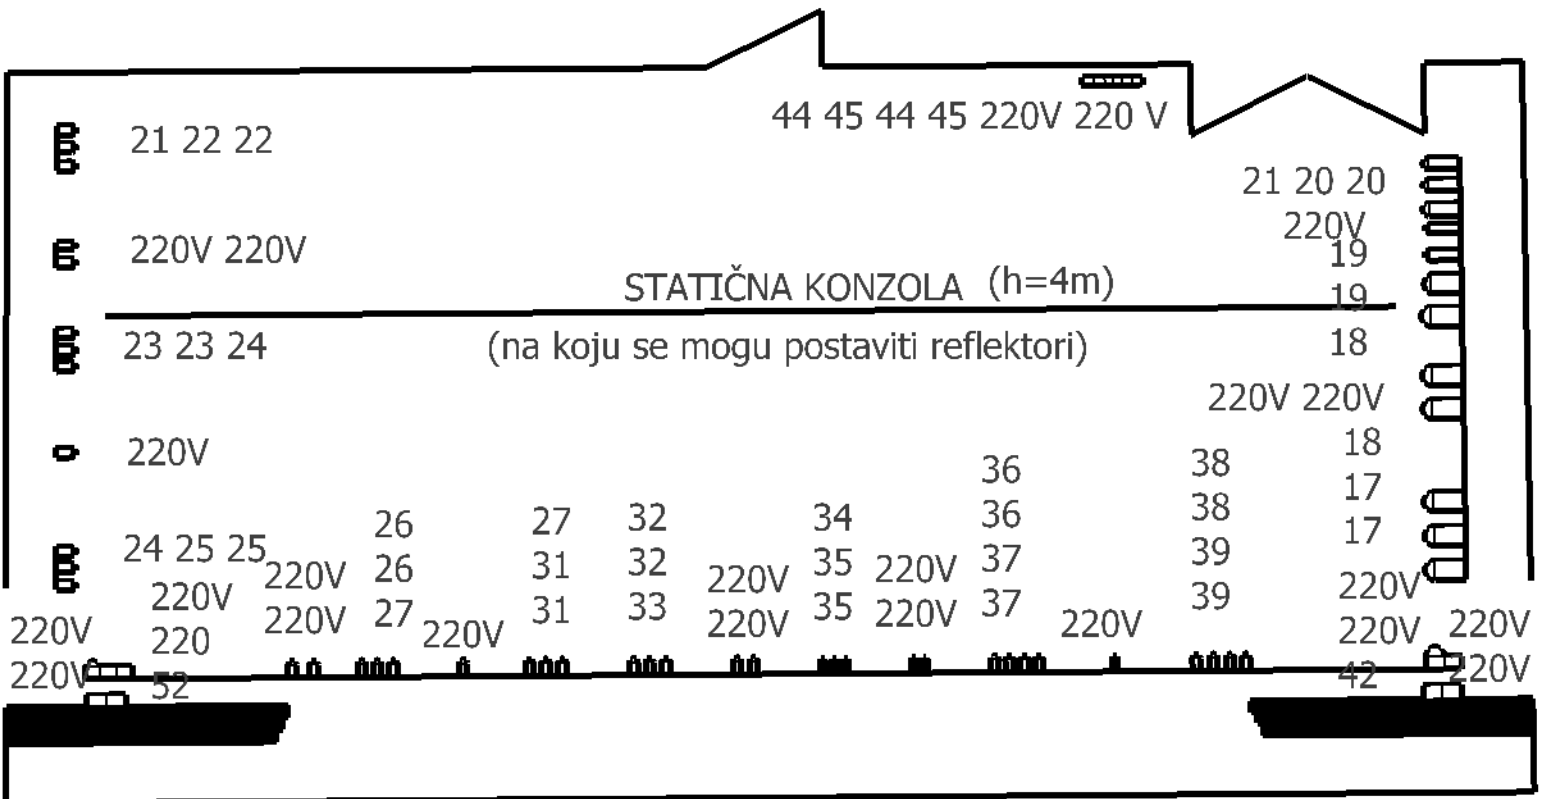 44 45 44 45 220V 220 V
21 22 22
21 20 20
220V
19
220V 220V
STATIČNA KONZOLA (h=4m)
19
23 23 24
(na koju se mogu postaviti reflektori)
18
220V 220V
220V
18
17
17
24 25 25
220V
220
52
220V
220V
220V
220V
26
26
27
220V
27
31
31
32
32
33
220V
220V
34
35
35
220V
220V
36
36
37
37
220V
38
38
39
39
220V
220V
42
220V
220V